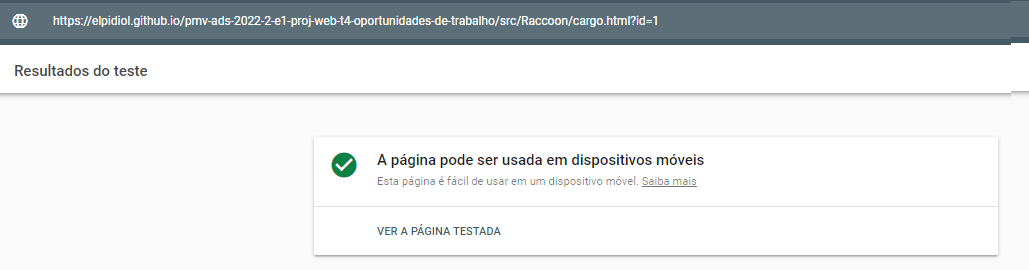 https://elpidiol.github.io/pmv-ads-2022-2-e1-proj-web-t4-oportunidades-de-trabalho/src/Raccoon/cargo.html?id=1
Resultados do teste
A página pode ser usada em dispositivos móveis
Esta página é fácil de usar em um dispositivo móvel. Saiba mais
VER A PÁGINA TESTADA